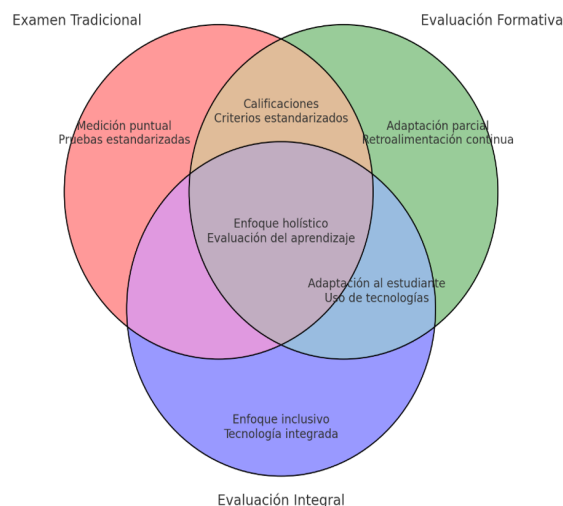 Examen Tradicional
Evaluación Formativa
Calificaciones
Criterios estandarizados
Medición puntual
Pruebas estandarizadas
Adaptación parcial
Retroalimentación continua
Enfoque holístico
Evaluación del aprendizaje
Adaptación al estudiante
Uso de tecnologías
Enfoque inclusivo
Tecnología integrada
Evaluación Integral